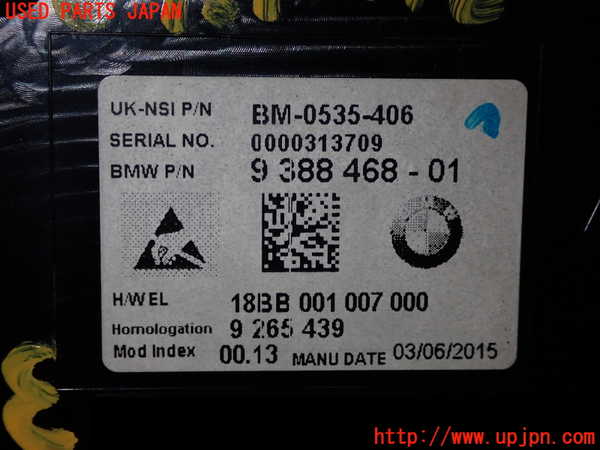 USED PARTS JAPAN
UK-NSI P/N BM-0535-406
SERIAL NO. 0000313709
BMW P/N 9 388 468 - 01
H/W EL 18BB 001 007 000
Homologation 9 265 439
Mod Index 00.13 MANU DATE 03/06/2015
http://www.upjpn.com/